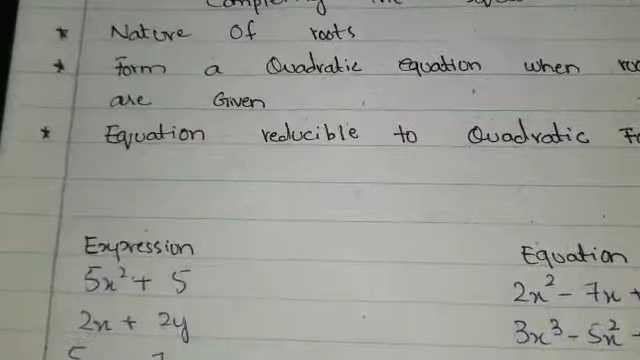 * Nature Of roots
* Form a Quadratic equation when
are Given
* Equation reducible to Quadratic
Expression
Equation
5x² + 5
2x² - 7x +
2x + 2y
3x³ - 5x²